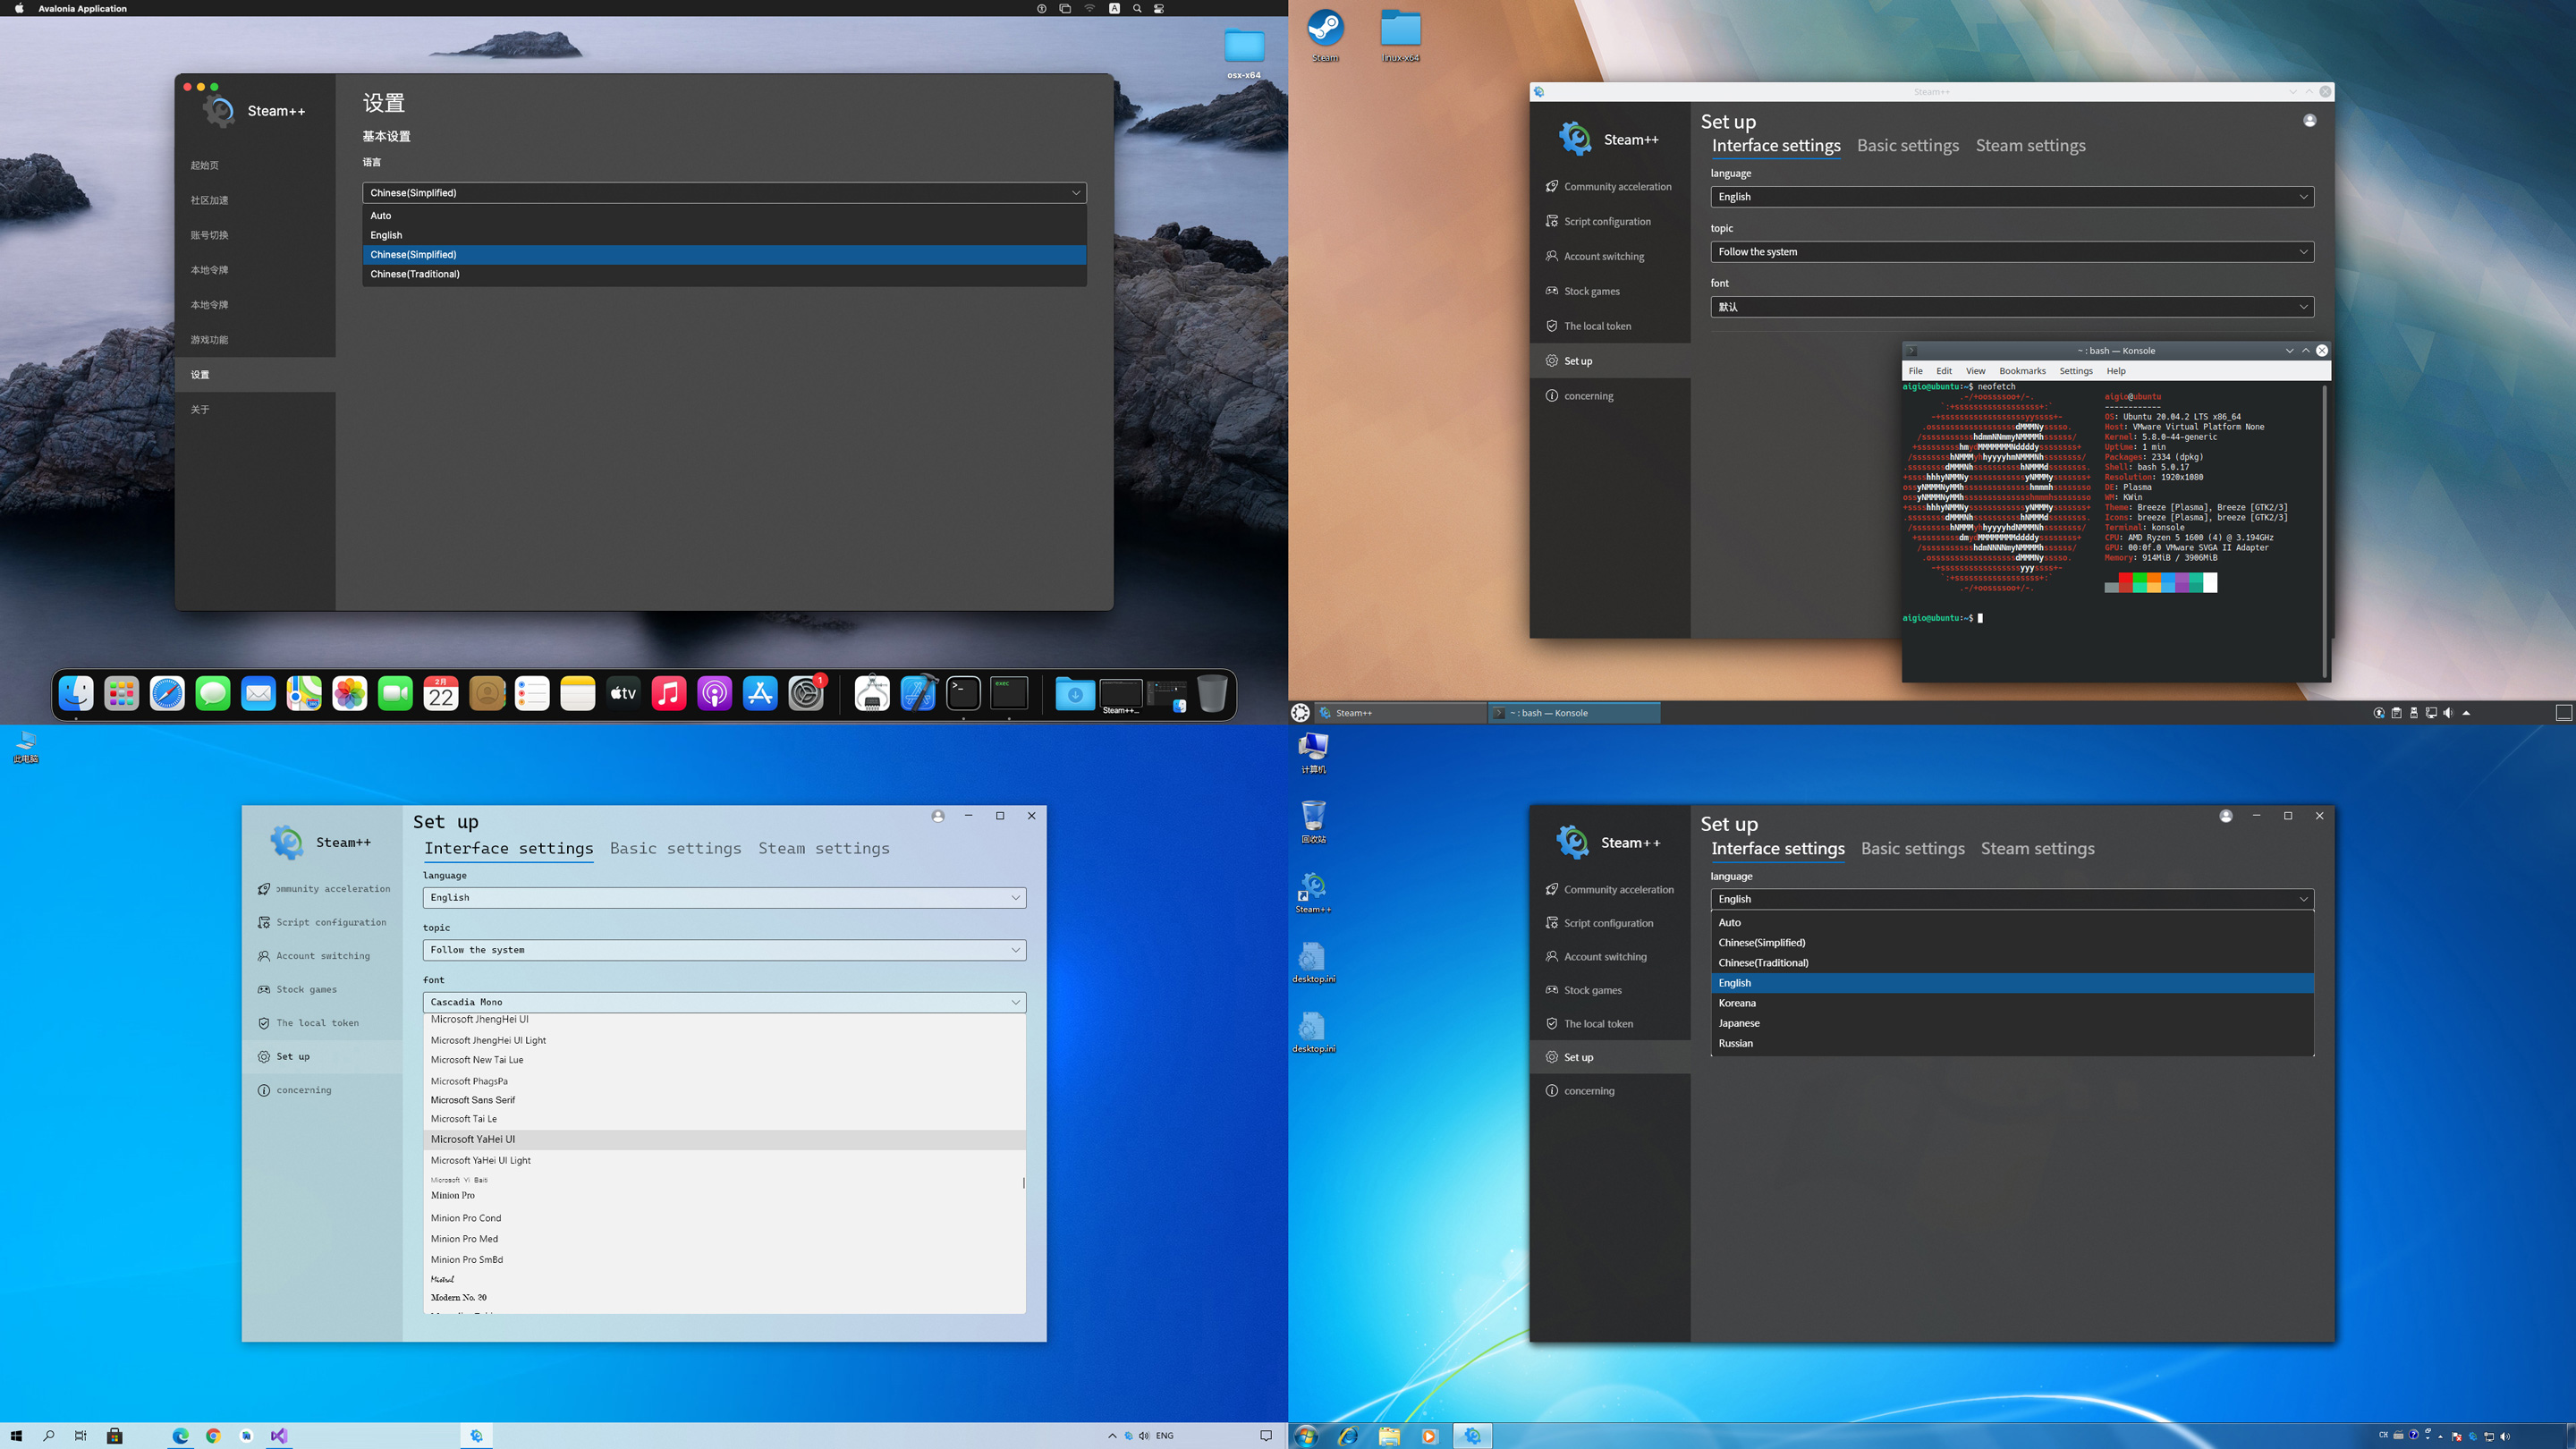 Avalonia Application
A
osx-x64
Steam++
设置
基本设置
语言
起始页
社区加速
账号切换
本地令牌
本地令牌
游戏功能
设置
关于
Chinese(Simplified)
Auto
English
Chinese(Simplified)
Chinese(Traditional)
2月
22
tv
1
EXEC
Steam++...
Steam
linux-x64
Steam++
Steam++
Set up
Interface settings Basic settings Steam settings
Community acceleration
Script configuration
Account switching
Stock games
The local token
Set up
concerning
language
English
topic
Follow the system
font
默认
~ : bash — Konsole
File Edit View Bookmarks Settings Help
aigio@ubuntu:~$ neofetch
aigio@ubuntu
------------
OS: Ubuntu 20.04.2 LTS x86_64
Host: VMware Virtual Platform None
Kernel: 5.8.0-44-generic
Uptime: 1 min
Packages: 2334 (dpkg)
Shell: bash 5.0.17
Resolution: 1920x1080
DE: Plasma
WM: KWin
Theme: Breeze [Plasma], Breeze [GTK2/3]
Icons: breeze [Plasma], breeze [GTK2/3]
Terminal: konsole
CPU: AMD Ryzen 5 1600 (4) @ 3.194GHz
GPU: 00:0f.0 VMware SVGA II Adapter
Memory: 914MiB / 3906MiB
aigio@ubuntu:~$
Steam++
~ : bash — Konsole
此电脑
Steam++
Set up
Interface settings Basic settings Steam settings
ommunity acceleration
Script configuration
Account switching
Stock games
The local token
Set up
concerning
language
English
topic
Follow the system
font
Cascadia Mono
Microsoft JhengHei UI
Microsoft JhengHei UI Light
Microsoft New Tai Lue
Microsoft PhagsPa
Microsoft Sans Serif
Microsoft Tai Le
Microsoft YaHei UI
Microsoft YaHei UI Light
Microsoft Yi Baiti
Minion Pro
Minion Pro Cond
Minion Pro Med
Minion Pro SmBd
Mistral
Modern No. 20
ENG
计算机
回收站
Steam++
desktop.ini
desktop.ini
Steam++
Set up
Interface settings Basic settings Steam settings
Community acceleration
Script configuration
Account switching
Stock games
The local token
Set up
concerning
language
English
Auto
Chinese(Simplified)
Chinese(Traditional)
English
Koreana
Japanese
Russian
CH